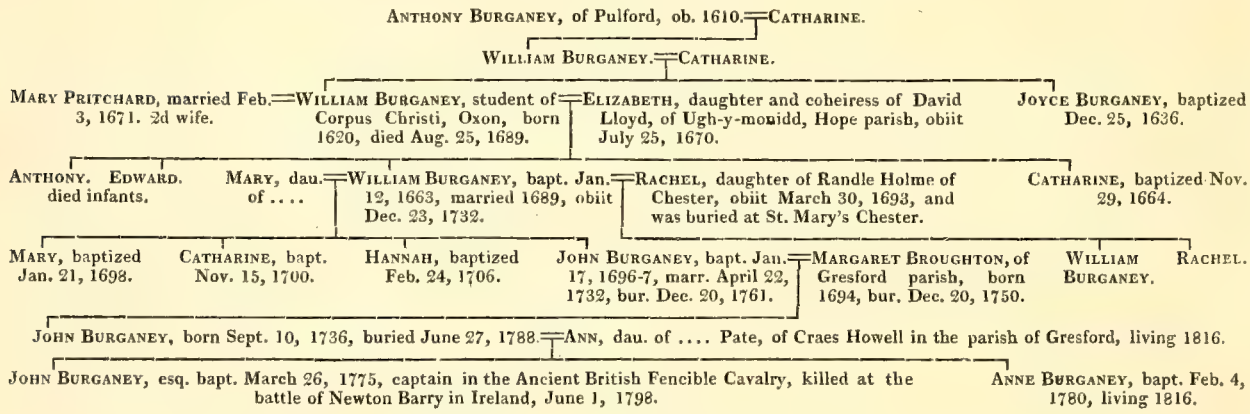 ANTHONY BURGANEY, of Pulford, ob. 1610.=CATHARINE.
WILLIAM BURGANEY.=CATHARINE.
MARY PRITCHARD, married Feb. 3, 1671. 2d wife.=WILLIAM BURGANEY, student of Corpus Christi, Oxon, born 1620, died Aug. 25, 1689.=ELIZABETH, daughter and coheiress of David Lloyd, of Ugh-y-monidd, Hope parish, obiit July 25, 1670.
JOYCE BURGANEY, baptized Dec. 25, 1636.
ANTHONY. EDWARD. died infants.
MARY, dau. of ....=WILLIAM BURGANEY, bapt. Jan. 12, 1663, married 1689, obiit Dec. 23, 1732.=RACHEL, daughter of Randle Holme of Chester, obiit March 30, 1693, and was buried at St. Mary's Chester.
CATHARINE, baptized Nov. 29, 1664.
MARY, baptized Jan. 21, 1698.
CATHARINE, bapt. Nov. 15, 1700.
HANNAH, baptized Feb. 24, 1706.
JOHN BURGANEY, bapt. Jan. 17, 1696-7, marr. April 22, 1732, bur. Dec. 20, 1761.=MARGARET BROUGHTON, of Gresford parish, born 1694, bur. Dec. 20, 1750.
WILLIAM BURGANEY.
RACHEL.
JOHN BURGANEY, born Sept. 10, 1736, buried June 27, 1788.=ANN, dau. of .... Pate, of Craes Howell in the parish of Gresford, living 1816.
JOHN BURGANEY, esq. bapt. March 26, 1775, captain in the Ancient British Fencible Cavalry, killed at the battle of Newton Barry in Ireland, June 1, 1798.
ANNE BURGANEY, bapt. Feb. 4, 1780, living 1816.